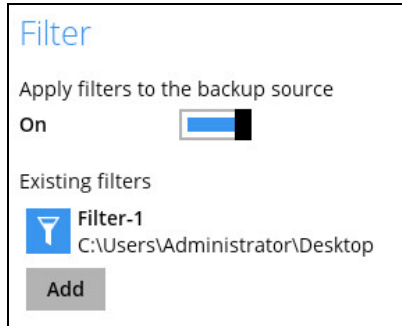 Filter
Apply filters to the backup source
On
Existing filters
Filter-1
C:\Users\Administrator\Desktop
Add